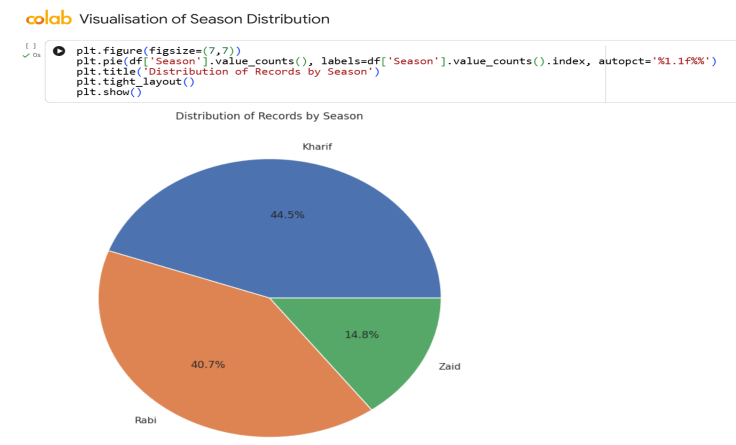 colab Visualisation of Season Distribution
[ ]
0s
plt.figure(figsize=(7,7))
plt.pie(df['Season'].value_counts(), labels=df['Season'].value_counts().index, autopct='%1.1f%%')
plt.title('Distribution of Records by Season')
plt.tight_layout()
plt.show()
Distribution of Records by Season
Kharif
44.5%
14.8%
40.7%
Zaid
Rabi